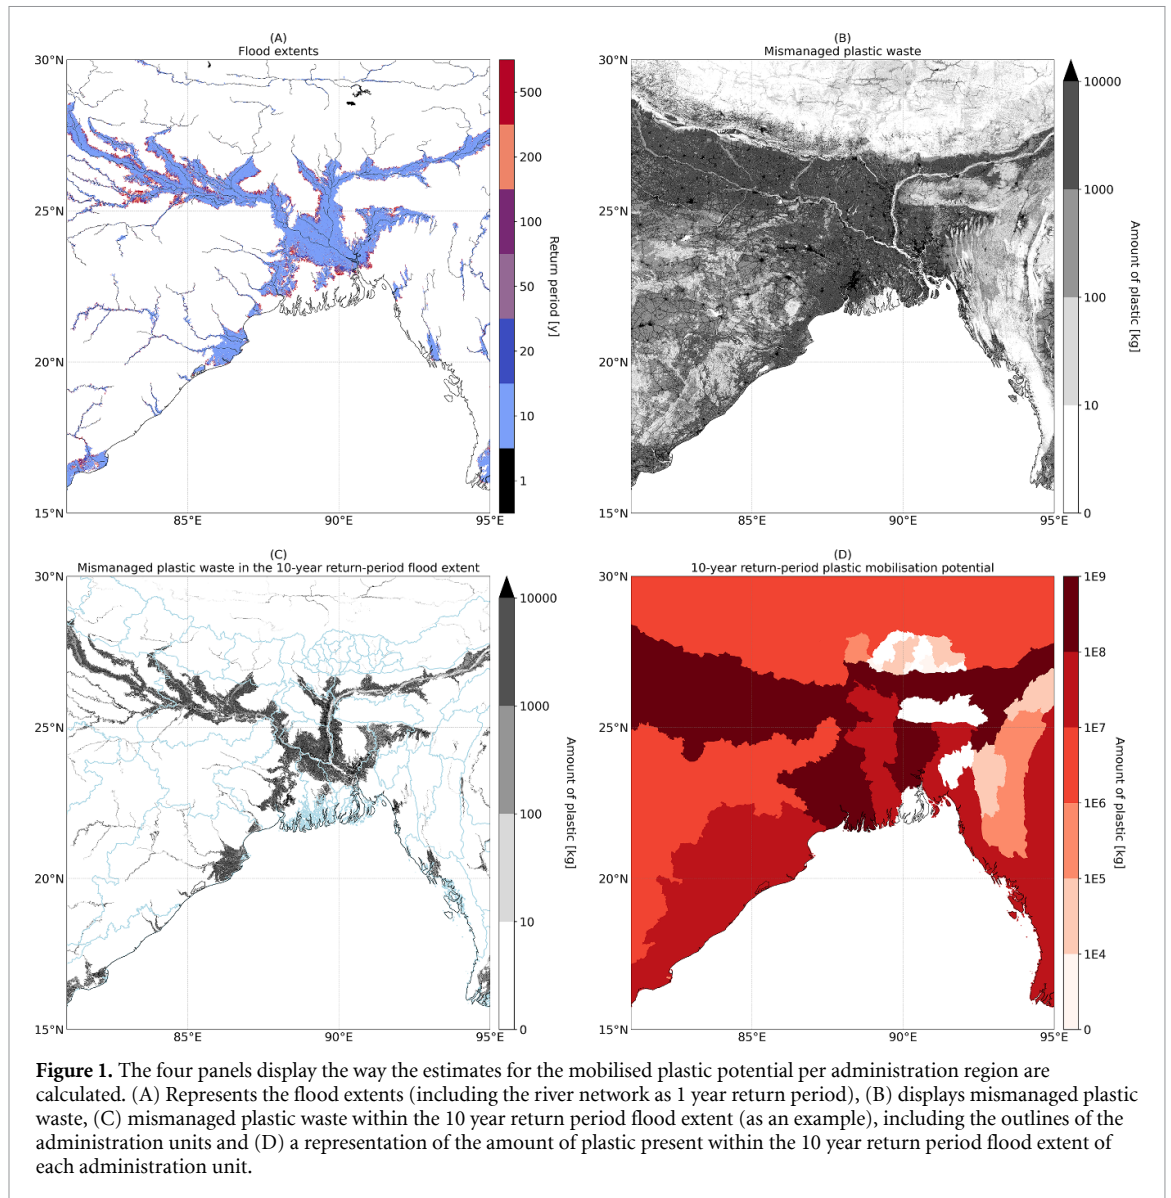 (A)
Flood extents
30°N
25°N
20°N
15°N
85°E
90°E
95°E
500
200
100
50
20
10
1
Return period [y]
(B)
Mismanaged plastic waste
30°N
25°N
20°N
15°N
85°E
90°E
95°E
10000
1000
100
10
0
Amount of plastic [kg]
(C)
Mismanaged plastic waste in the 10-year return-period flood extent
30°N
25°N
20°N
15°N
85°E
90°E
95°E
10000
1000
100
10
0
Amount of plastic [kg]
(D)
10-year return-period plastic mobilisation potential
30°N
25°N
20°N
15°N
85°E
90°E
95°E
1E9
1E8
1E7
1E6
1E5
1E4
0
Amount of plastic [kg]
Figure 1. The four panels display the way the estimates for the mobilised plastic potential per administration region are
calculated. (A) Represents the flood extents (including the river network as 1 year return period), (B) displays mismanaged plastic
waste, (C) mismanaged plastic waste within the 10 year return period flood extent (as an example), including the outlines of the
administration units and (D) a representation of the amount of plastic present within the 10 year return period flood extent of
each administration unit.